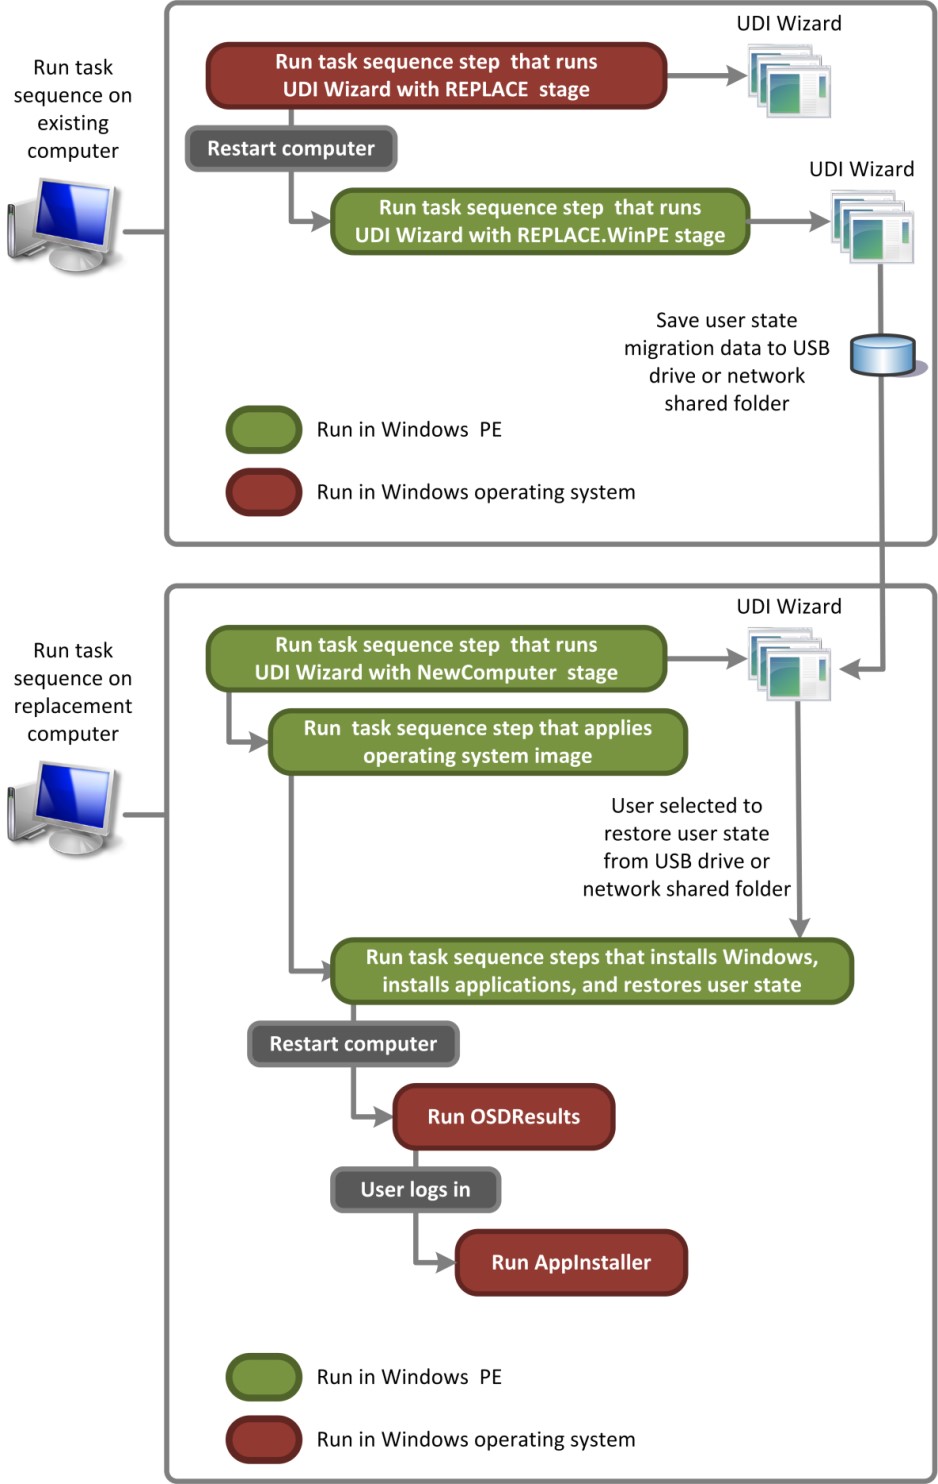 UDI Wizard
Run task
sequence on
existing
computer
Run task sequence step that runs
UDI Wizard with REPLACE stage
Restart computer
UDI Wizard
Run task sequence step that runs
UDI Wizard with REPLACE.WinPE stage
Save user state
migration data to USB
drive or network
shared folder
Run in Windows PE
Run in Windows operating system
UDI Wizard
Run task
sequence on
replacement
computer
Run task sequence step that runs
UDI Wizard with NewComputer stage
Run task sequence step that applies
operating system image
User selected to
restore user state
from USB drive or
network shared folder
Run task sequence steps that installs Windows,
installs applications, and restores user state
Restart computer
Run OSDResults
User logs in
Run AppInstaller
Run in Windows PE
Run in Windows operating system